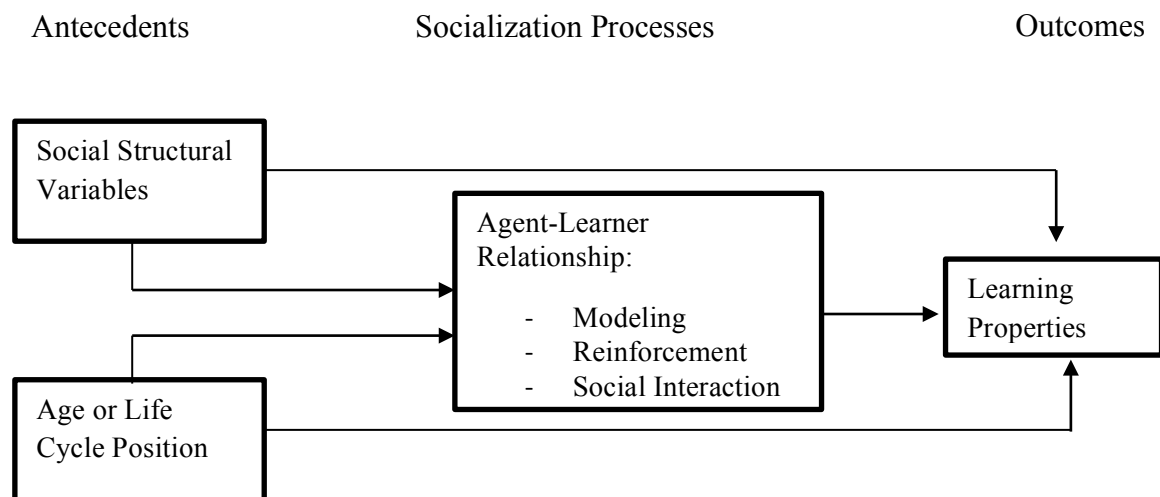 Antecedents
Socialization Processes
Outcomes
Social Structural
Variables
Agent-Learner
Relationship:
- Modeling
- Reinforcement
- Social Interaction
Learning
Properties
Age or Life
Cycle Position